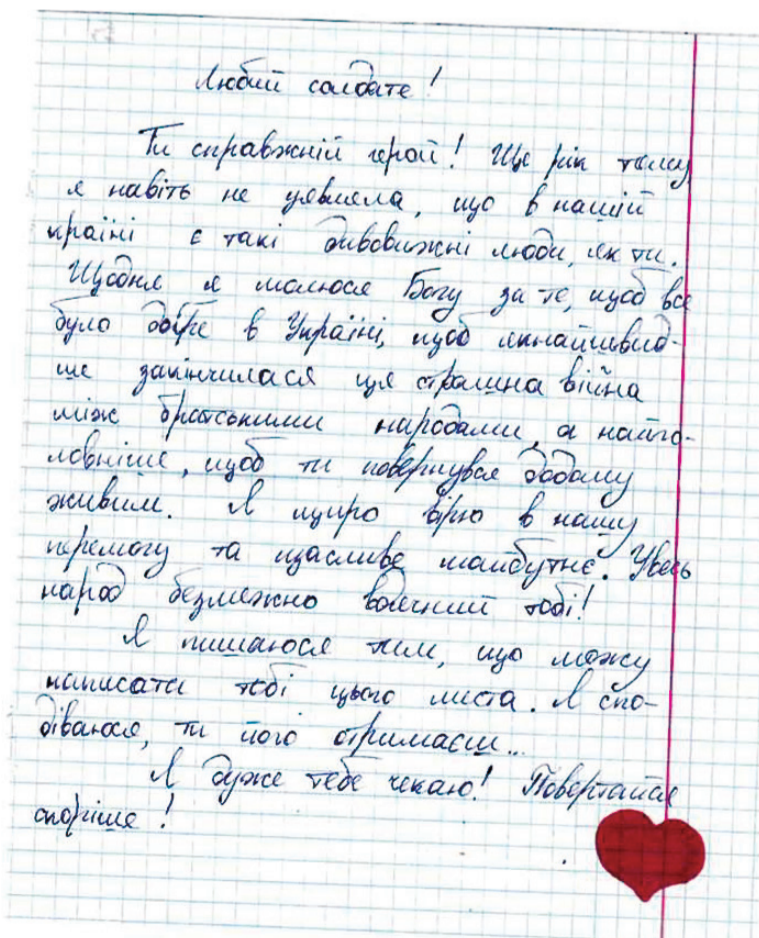 Любий солдате!
Ти справжній герой! Ще рік тому
я навіть не уявляла, що в нашій
країні є такі дивовижні люди, як ти.
Щодня я молюся Богу за те, щоб все
було добре в Україні, щоб якнайшвид-
ше закінчилася ця страшна війна
між братськими народами, а найго-
ловніше, щоб ти повернувся додому
живим. Я щиро вірю в нашу
перемогу та щасливе майбутнє. Увесь
народ безмежно вдячний тобі!
Я пишаюся тим, що можу
написати тобі цього листа. Я спо-
діваюся, ти його отримаєш...
Я дуже тебе чекаю! Повертайся
скоріше!